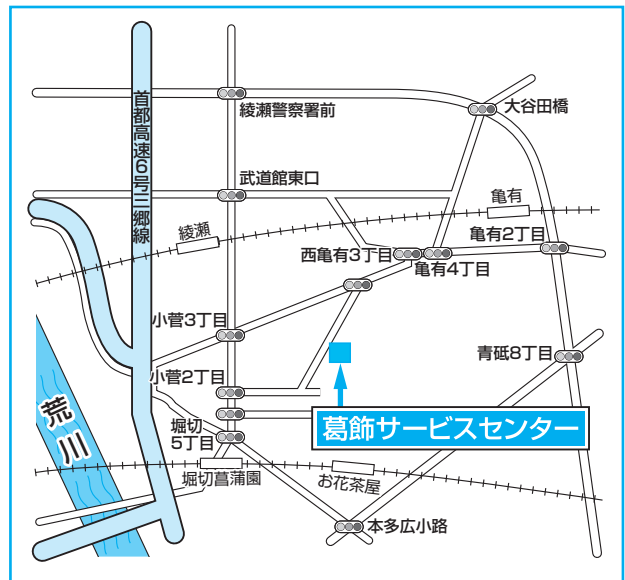 綾瀬警察署前
大谷田橋
首都高速6号三郷線
武道館東口
亀有
綾瀬
亀有2丁目
西亀有3丁目
亀有4丁目
小菅3丁目
青砥8丁目
小菅2丁目
荒川
葛飾サービスセンター
堀切
5丁目
堀切菖蒲園
お花茶屋
本多広小路